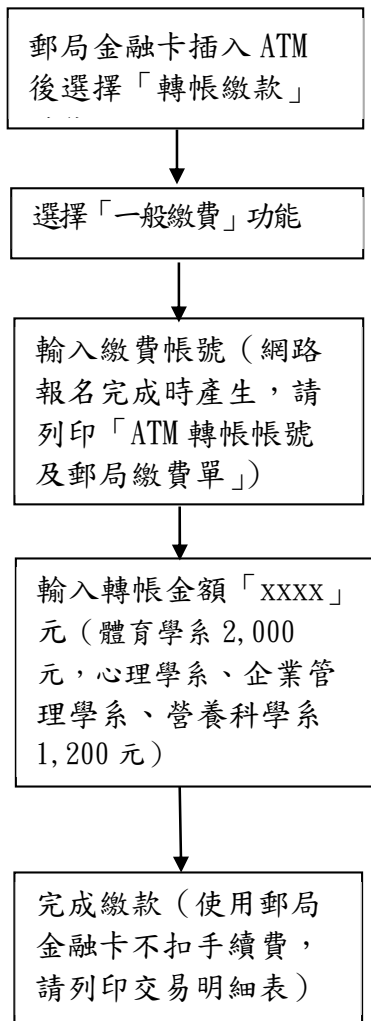 郵局金融卡插入 ATM
後選擇「轉帳繳款」
選擇「一般繳費」功能
輸入繳費帳號（網路
報名完成時產生，請
列印「ATM 轉帳帳號
及郵局繳費單」）
輸入轉帳金額「xxxx」
元（體育學系 2,000
元，心理學系、企業管
理學系、營養科學系
1,200 元）
完成繳款（使用郵局
金融卡不扣手續費，
請列印交易明細表）